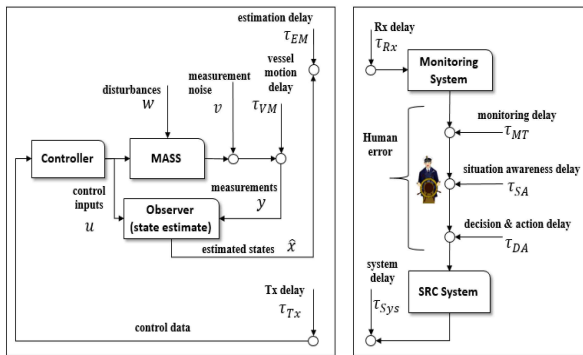 estimation delay
τ_EM
vessel
motion
delay
τ_VM
measurement
noise
v
disturbances
w
Controller
MASS
control
inputs
u
measurements
y
Observer
(state estimate)
estimated states x̂
Tx delay
τ_Tx
control data
Rx delay
τ_Rx
Monitoring
System
monitoring delay
τ_MT
Human
error
situation awareness delay
τ_SA
decision & action delay
τ_DA
system
delay
τ_Sys
SRC System